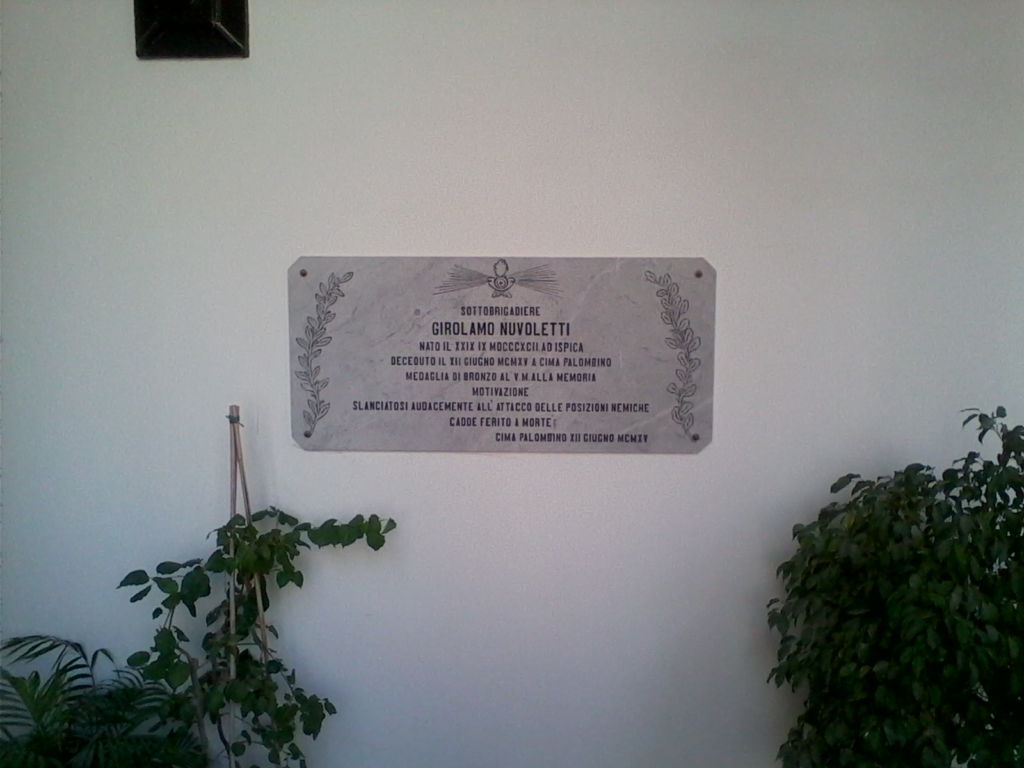 SOTTOBRIGADIERE
GIROLAMO NUVOLETTI
NATO IL XXIX IX MDCCCXCII AD ISPICA
DECEDUTO IL XII GIUGNO MCMXV A CIMA PALOMBINO
MEDAGLIA DI BRONZO AL V.M. ALLA MEMORIA
MOTIVAZIONE
SLANCIATOSI AUDACEMENTE ALL' ATTACCO DELLE POSIZIONI NEMICHE
CADDE FERITO A MORTE
CIMA PALOMBINO XII GIUGNO MCMXV